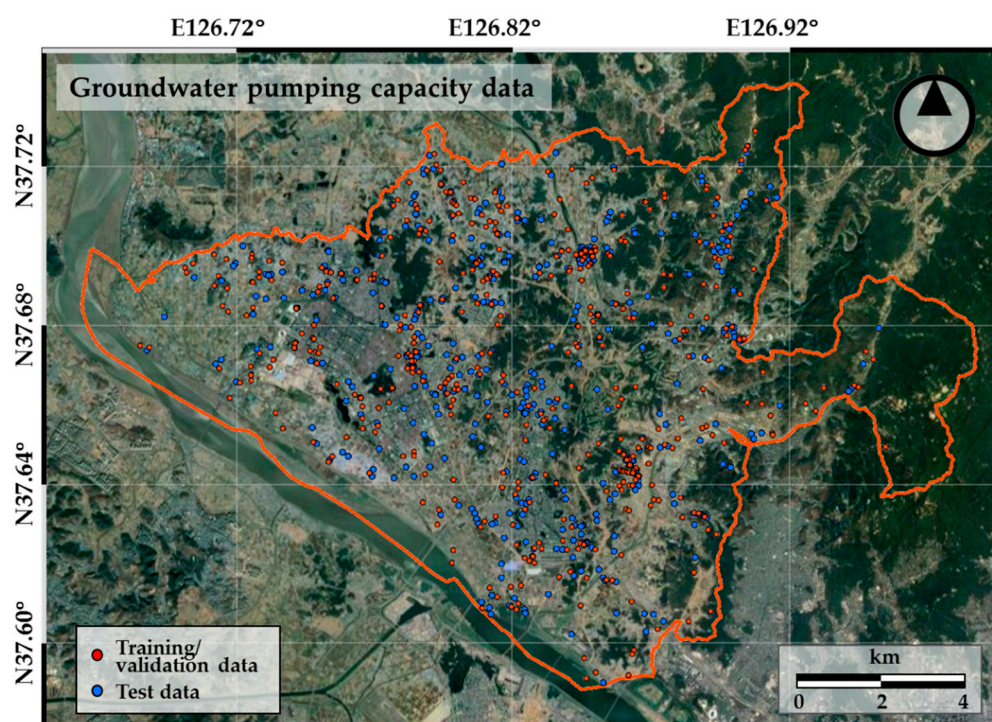 E126.72° E126.82° E126.92°
Groundwater pumping capacity data
N37.72°
N37.68°
N37.64°
N37.60°
Training/
validation data
Test data
km
0 2 4